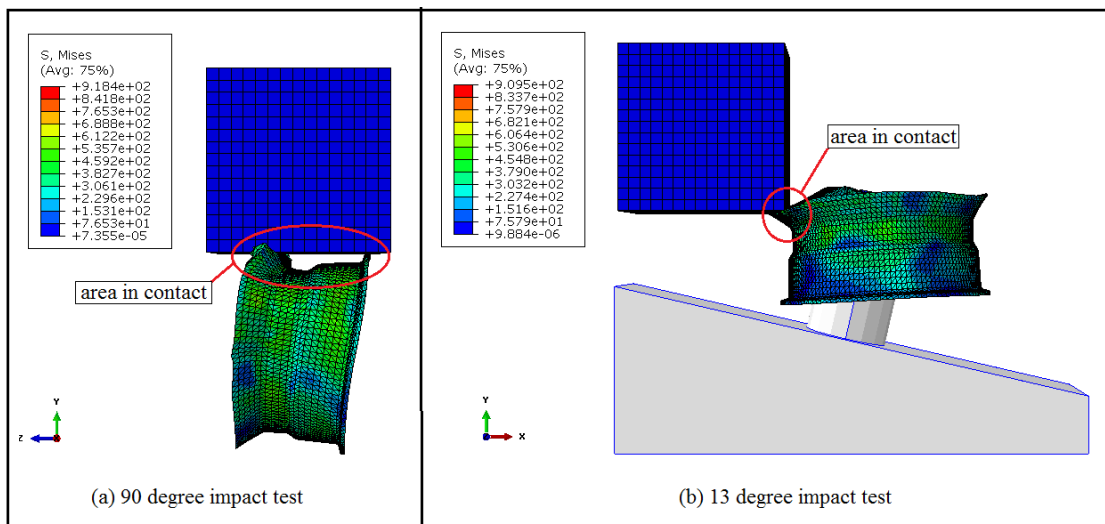 S, Mises
(Avg: 75%)
+9.184e+02
+8.418e+02
+7.653e+02
+6.888e+02
+6.122e+02
+5.357e+02
+4.592e+02
+3.827e+02
+3.061e+02
+2.296e+02
+1.531e+02
+7.653e+01
+7.355e-05
area in contact
Y
Z
(a) 90 degree impact test
S, Mises
(Avg: 75%)
+9.095e+02
+8.337e+02
+7.579e+02
+6.821e+02
+6.064e+02
+5.306e+02
+4.548e+02
+3.790e+02
+3.032e+02
+2.274e+02
+1.516e+02
+7.579e+01
+9.884e-06
area in contact
Y
X
(b) 13 degree impact test